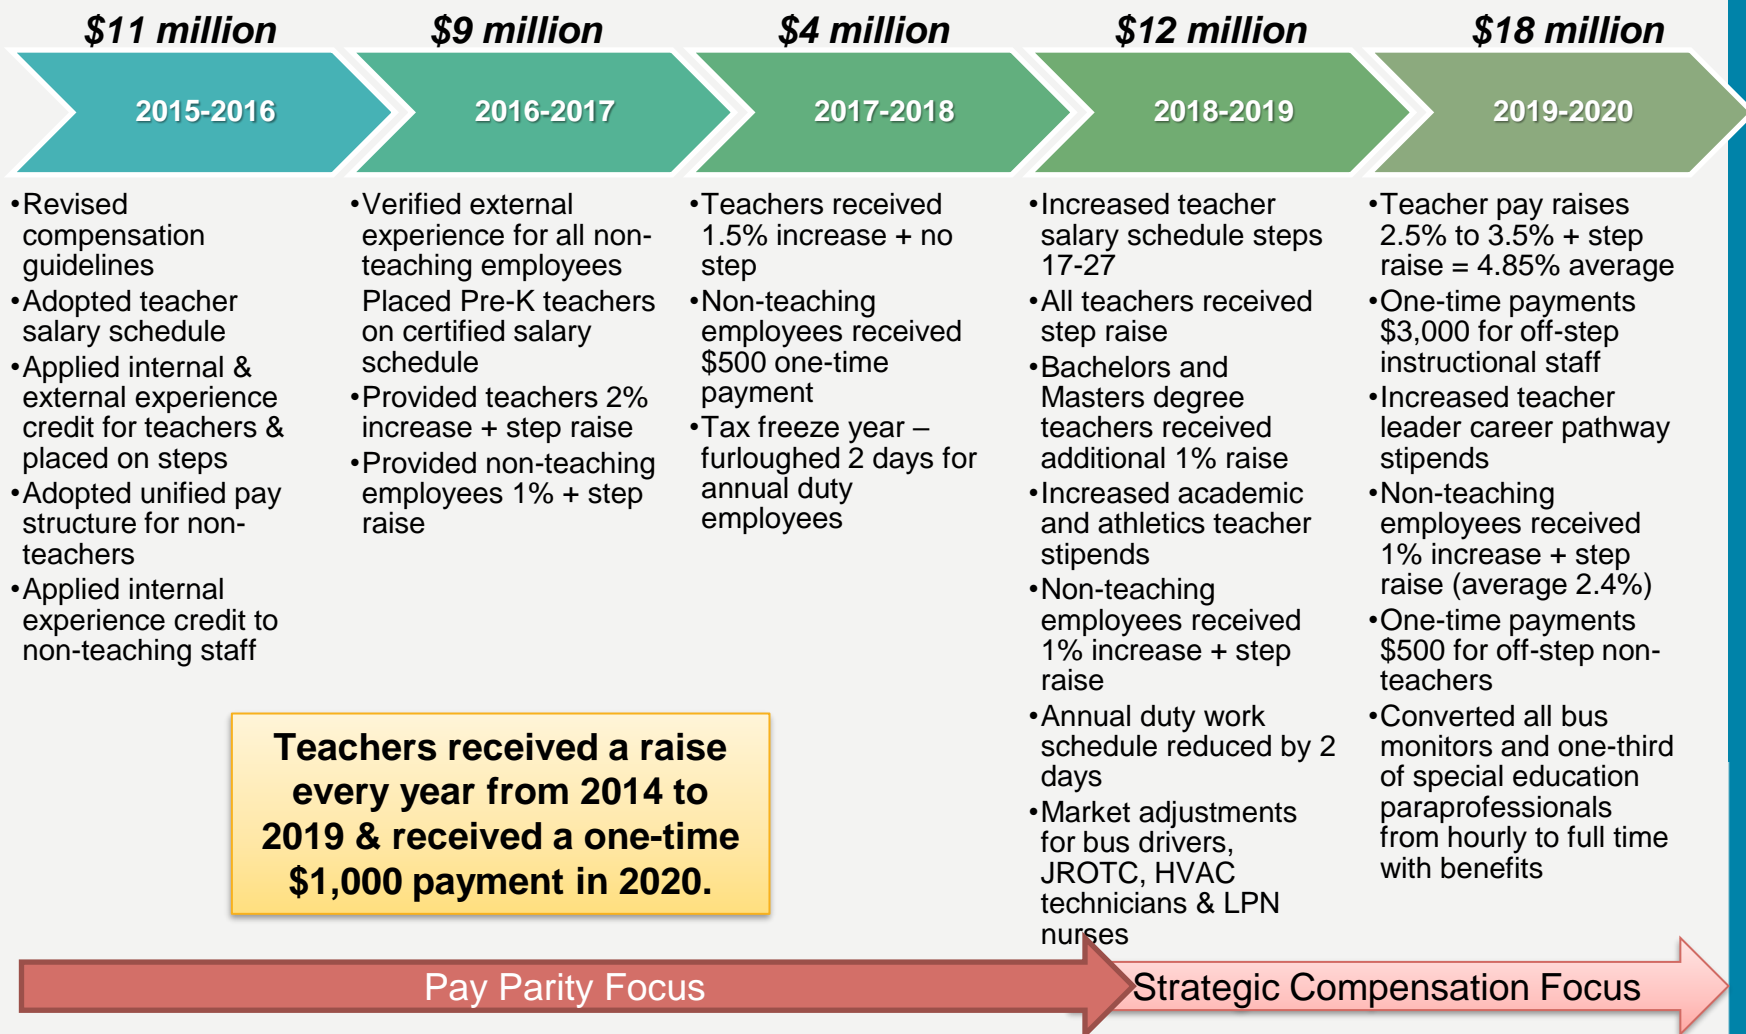 $11 million
2015-2016
•Revised
compensation
guidelines
•Adopted teacher
salary schedule
•Applied internal &
external experience
credit for teachers &
placed on steps
•Adopted unified pay
structure for non-
teachers
•Applied internal
experience credit to
non-teaching staff
$9 million
2016-2017
•Verified external
experience for all non-
teaching employees
Placed Pre-K teachers
on certified salary
schedule
•Provided teachers 2%
increase + step raise
•Provided non-teaching
employees 1% + step
raise
$4 million
2017-2018
•Teachers received
1.5% increase + no
step
•Non-teaching
employees received
$500 one-time
payment
•Tax freeze year –
furloughed 2 days for
annual duty
employees
$12 million
2018-2019
•Increased teacher
salary schedule steps
17-27
•All teachers received
step raise
•Bachelors and
Masters degree
teachers received
additional 1% raise
•Increased academic
and athletics teacher
stipends
•Non-teaching
employees received
1% increase + step
raise
•Annual duty work
schedule reduced by 2
days
•Market adjustments
for bus drivers,
JROTC, HVAC
technicians & LPN
nurses
$18 million
2019-2020
•Teacher pay raises
2.5% to 3.5% + step
raise = 4.85% average
•One-time payments
$3,000 for off-step
instructional staff
•Increased teacher
leader career pathway
stipends
•Non-teaching
employees received
1% increase + step
raise (average 2.4%)
•One-time payments
$500 for off-step non-
teachers
•Converted all bus
monitors and one-third
of special education
paraprofessionals
from hourly to full time
with benefits
Teachers received a raise
every year from 2014 to
2019 & received a one-time
$1,000 payment in 2020.
Pay Parity Focus
Strategic Compensation Focus